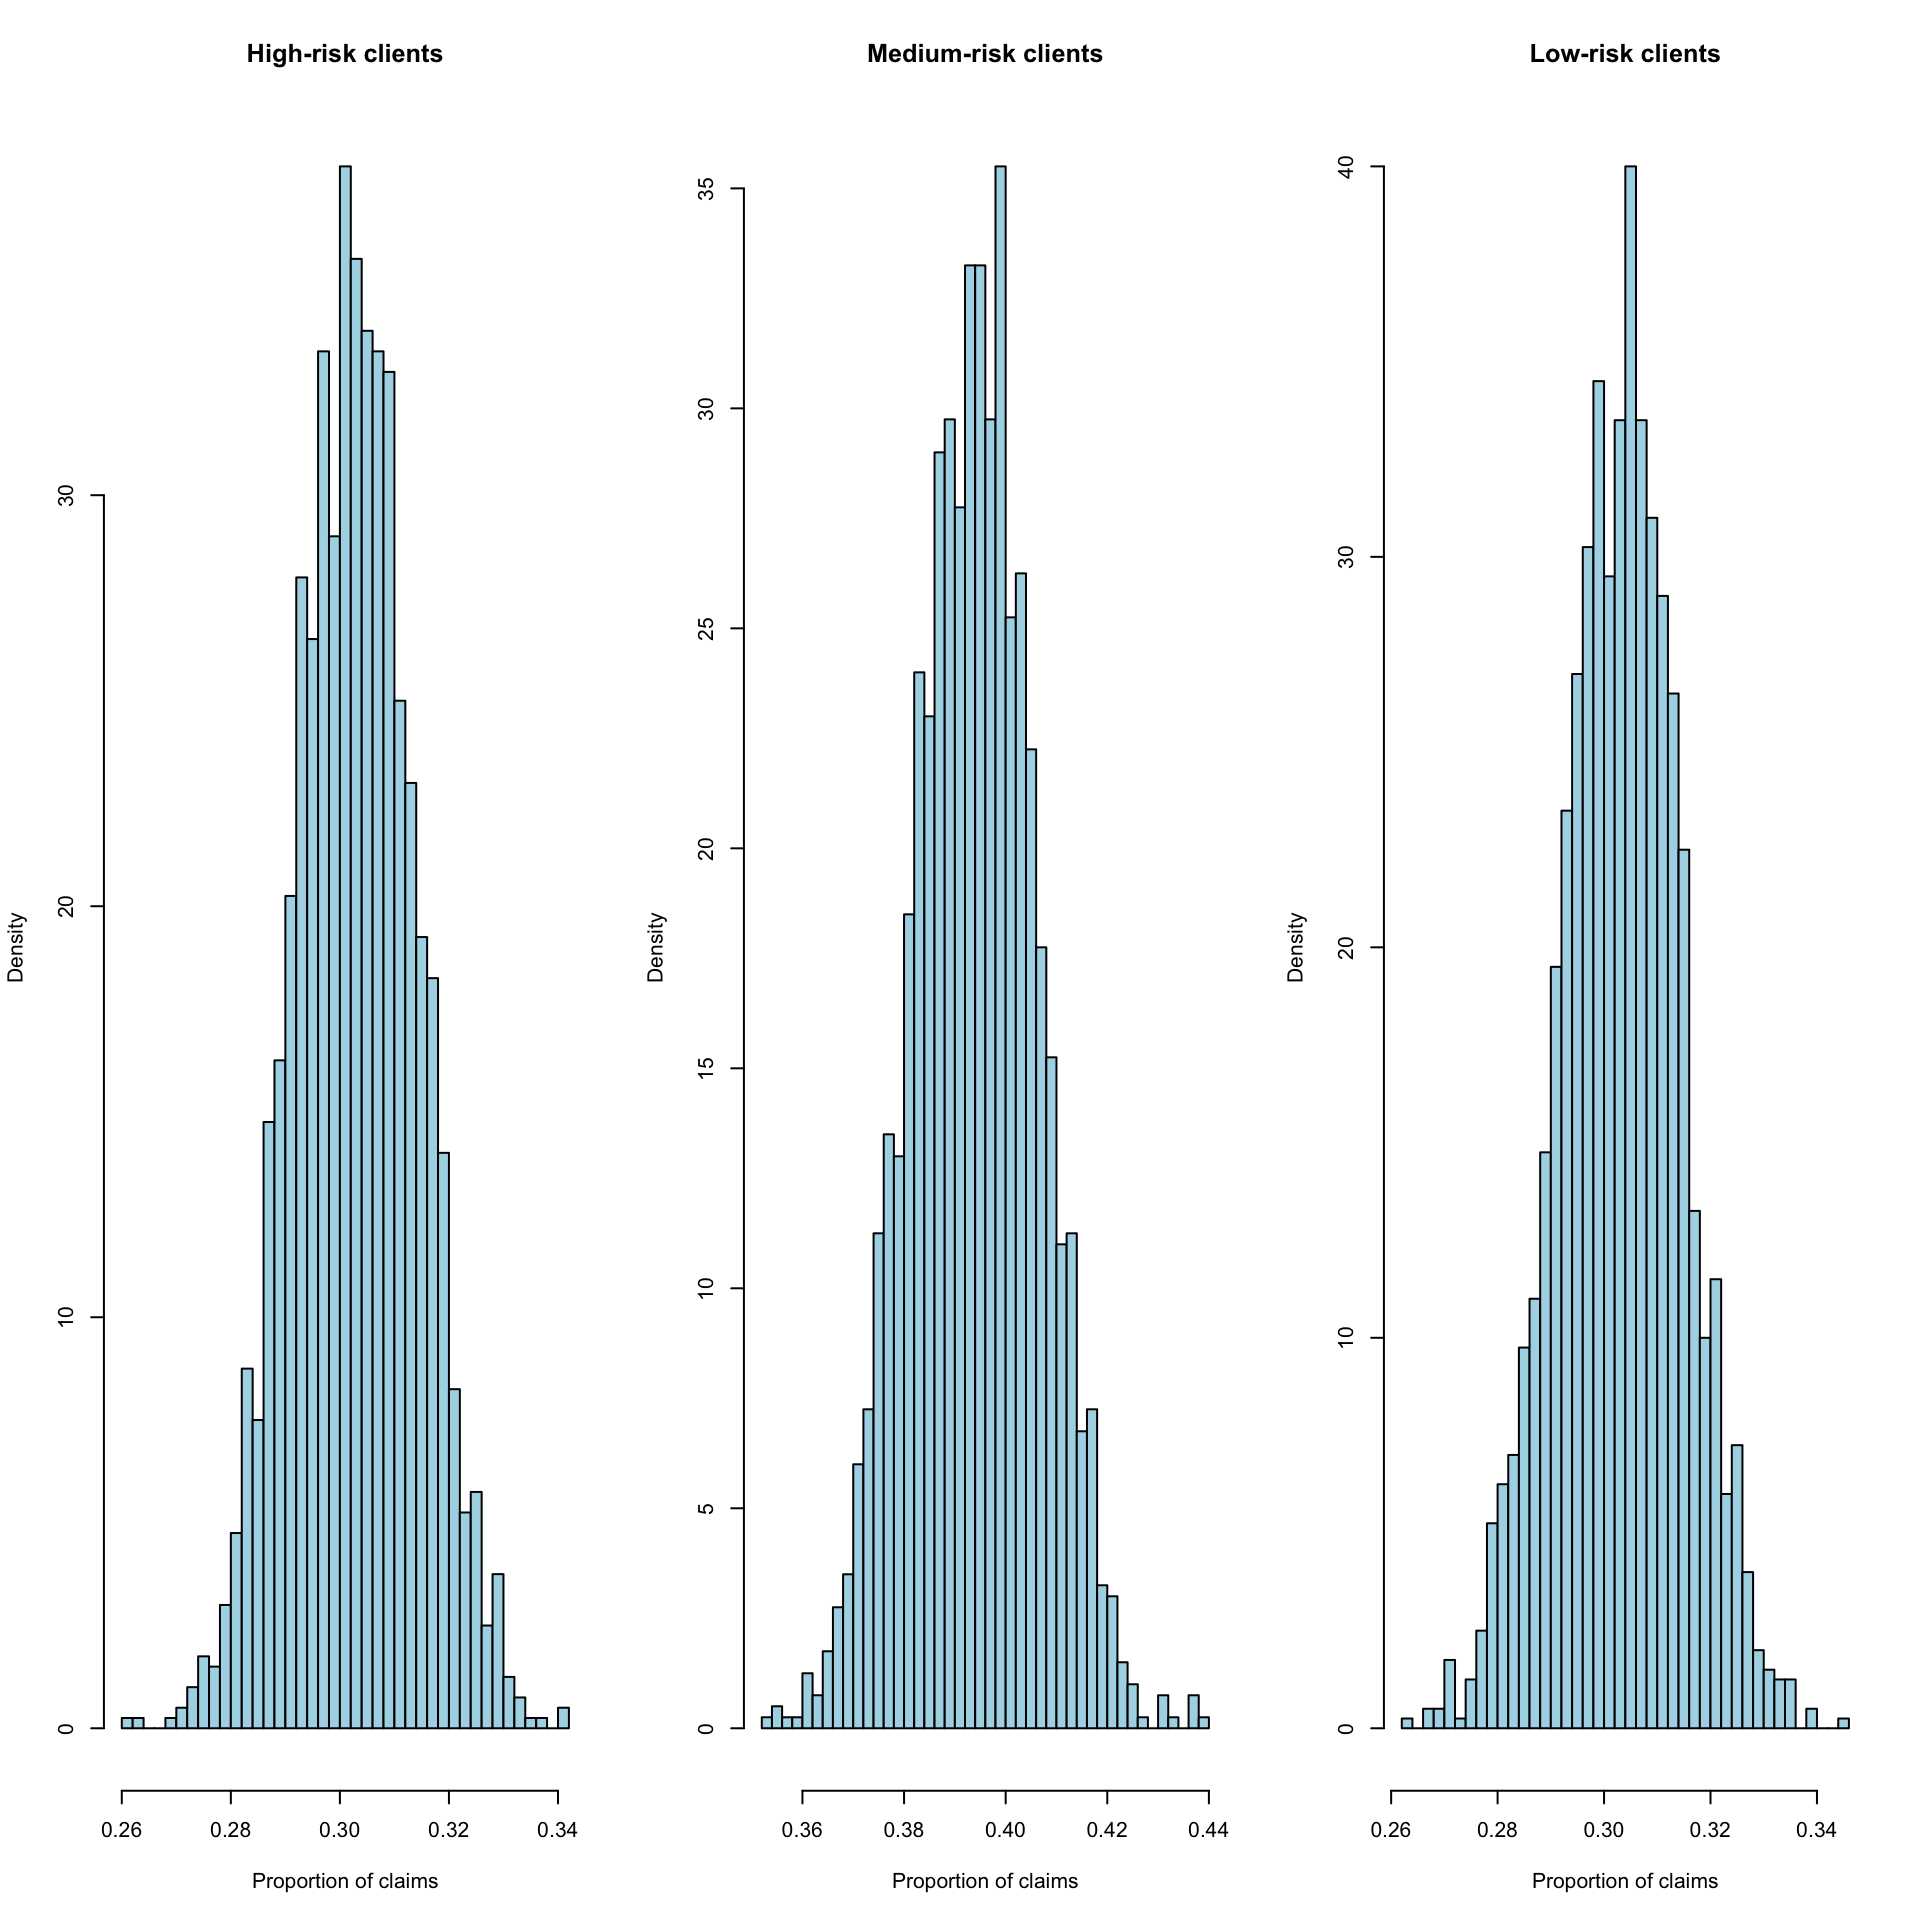 High-risk clients
Density
0 10 20 30
0.26 0.28 0.30 0.32 0.34
Proportion of claims
Medium-risk clients
Density
0 5 10 15 20 25 30 35
0.36 0.38 0.40 0.42 0.44
Proportion of claims
Low-risk clients
Density
0 10 20 30 40
0.26 0.28 0.30 0.32 0.34
Proportion of claims